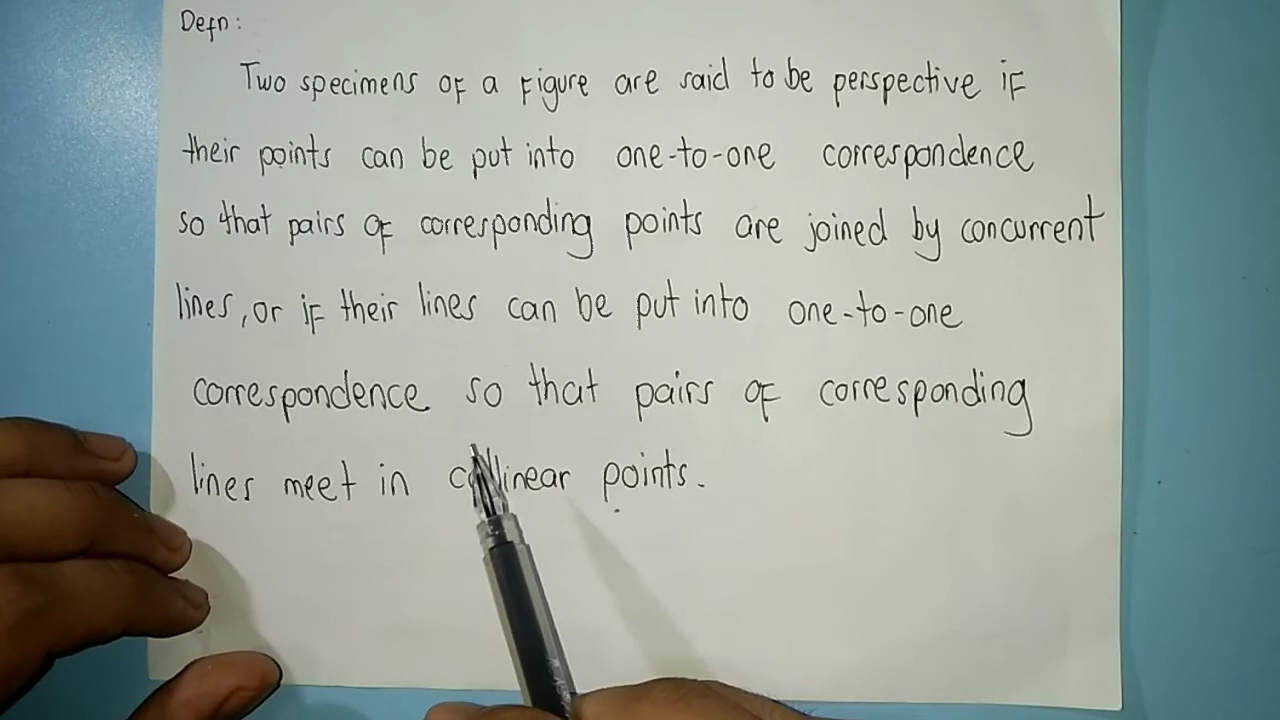 Defn:
Two specimens of a figure are said to be perspective if
their points can be put into one-to-one correspondence
so that pairs of corresponding points are joined by concurrent
lines, or if their lines can be put into one-to-one
correspondence so that pairs of corresponding
lines meet in collinear points.